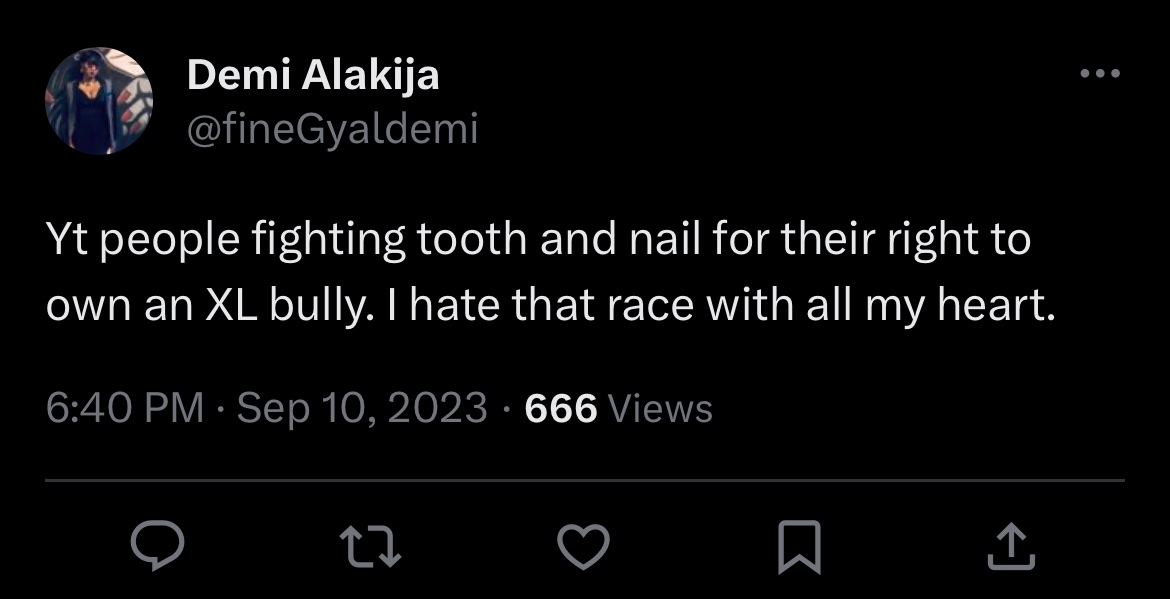 Demi Alakija
@fineGyaldemi
Yt people fighting tooth and nail for their right to
own an XL bully. I hate that race with all my heart.
6:40 PM · Sep 10, 2023 · 666 Views